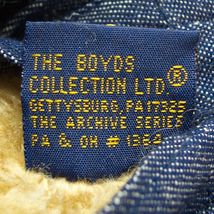 THE BOYDS
COLLECTION LTD®
GETTYSBURG, PA 17325
THE ARCHIVE SERIES
PA & OH # 1364